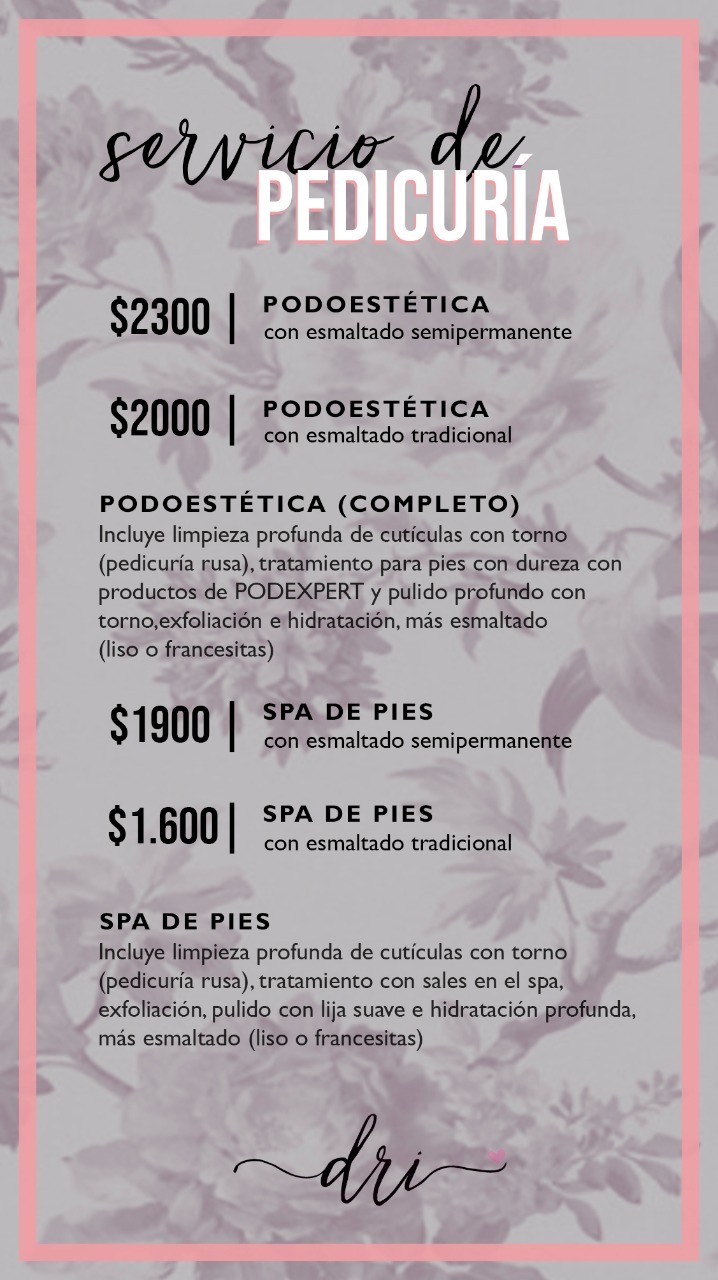 servicio de
PEDICURÍA
$2300 | PODOESTÉTICA
con esmaltado semipermanente
$2000 | PODOESTÉTICA
con esmaltado tradicional
PODOESTÉTICA (COMPLETO)
Incluye limpieza profunda de cutículas con torno
(pedicuría rusa), tratamiento para pies con dureza con
productos de PODEXPERT y pulido profundo con
torno,exfoliación e hidratación, más esmaltado
(liso o francesitas)
$1900 | SPA DE PIES
con esmaltado semipermanente
$1.600 | SPA DE PIES
con esmaltado tradicional
SPA DE PIES
Incluye limpieza profunda de cutículas con torno
(pedicuría rusa), tratamiento con sales en el spa,
exfoliación, pulido con lija suave e hidratación profunda,
más esmaltado (liso o francesitas)
dri